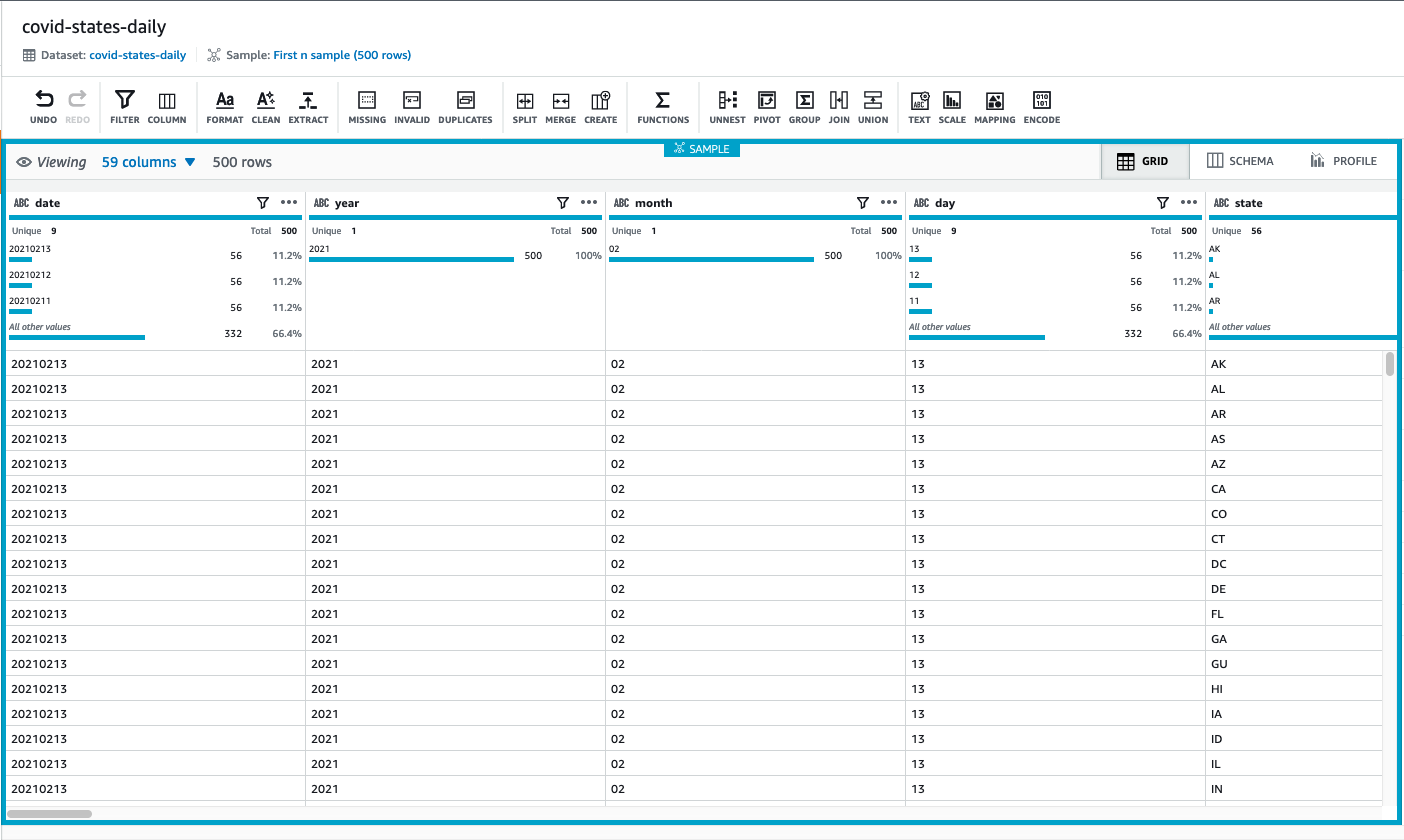 covid-states-daily
Dataset: covid-states-daily Sample: First n sample (500 rows)
UNDO REDO FILTER COLUMN FORMAT CLEAN EXTRACT MISSING INVALID DUPLICATES SPLIT MERGE CREATE FUNCTIONS UNNEST PIVOT GROUP JOIN UNION TEXT SCALE MAPPING ENCODE
SAMPLE
Viewing 59 columns 500 rows GRID SCHEMA PROFILE
ABC date ABC year ABC month ABC day ABC state
Unique 9 Total 500 Unique 1 Total 500 Unique 1 Total 500 Unique 9 Total 500 Unique 56
20210213 56 11.2% 2021 500 100% 02 500 100% 13 56 11.2% AK
20210212 56 11.2% 12 56 11.2% AL
20210211 56 11.2% 11 56 11.2% AR
All other values 332 66.4% All other values 332 66.4% All other values
20210213 2021 02 13 AK
20210213 2021 02 13 AL
20210213 2021 02 13 AR
20210213 2021 02 13 AS
20210213 2021 02 13 AZ
20210213 2021 02 13 CA
20210213 2021 02 13 CO
20210213 2021 02 13 CT
20210213 2021 02 13 DC
20210213 2021 02 13 DE
20210213 2021 02 13 FL
20210213 2021 02 13 GA
20210213 2021 02 13 GU
20210213 2021 02 13 HI
20210213 2021 02 13 IA
20210213 2021 02 13 ID
20210213 2021 02 13 IL
20210213 2021 02 13 IN